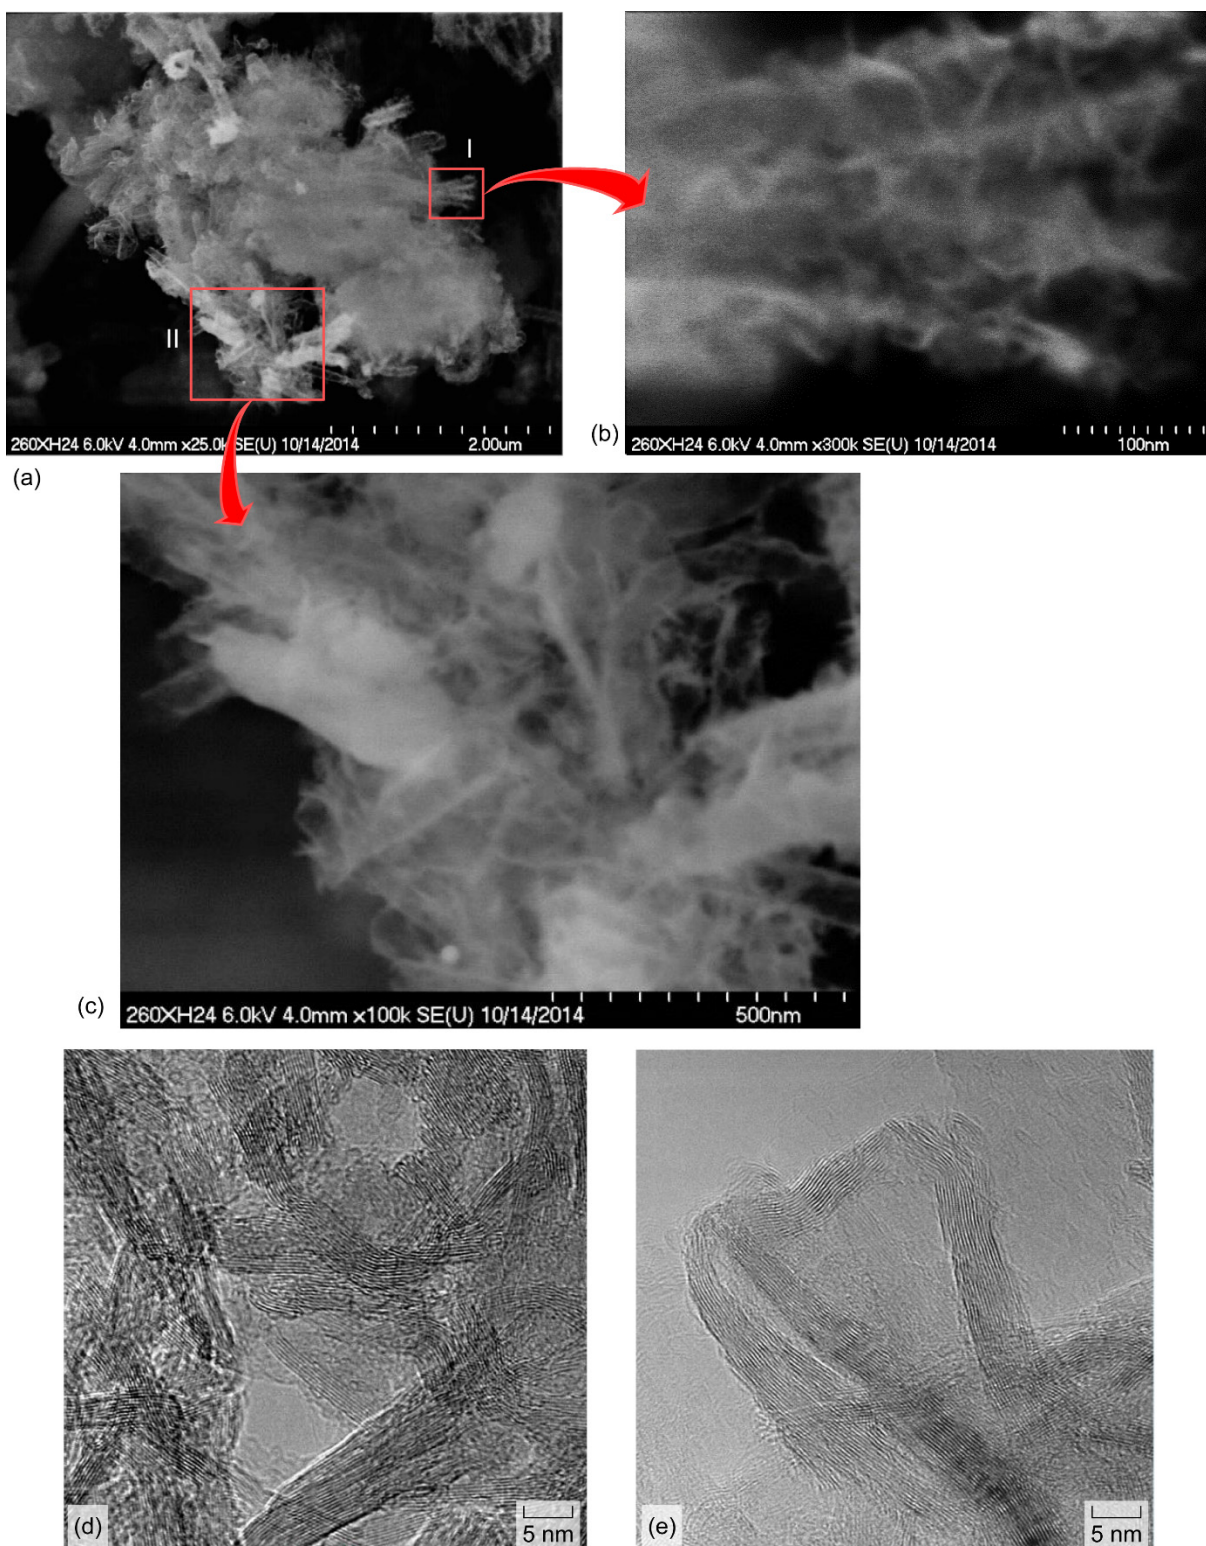 I
II
260XH24 6.0kV 4.0mm x25.0k SE(U) 10/14/2014 2.00um
(a)
260XH24 6.0kV 4.0mm x300k SE(U) 10/14/2014 100nm
(b)
260XH24 6.0kV 4.0mm x100k SE(U) 10/14/2014 500nm
(c)
(d)
5 nm
(e)
5 nm